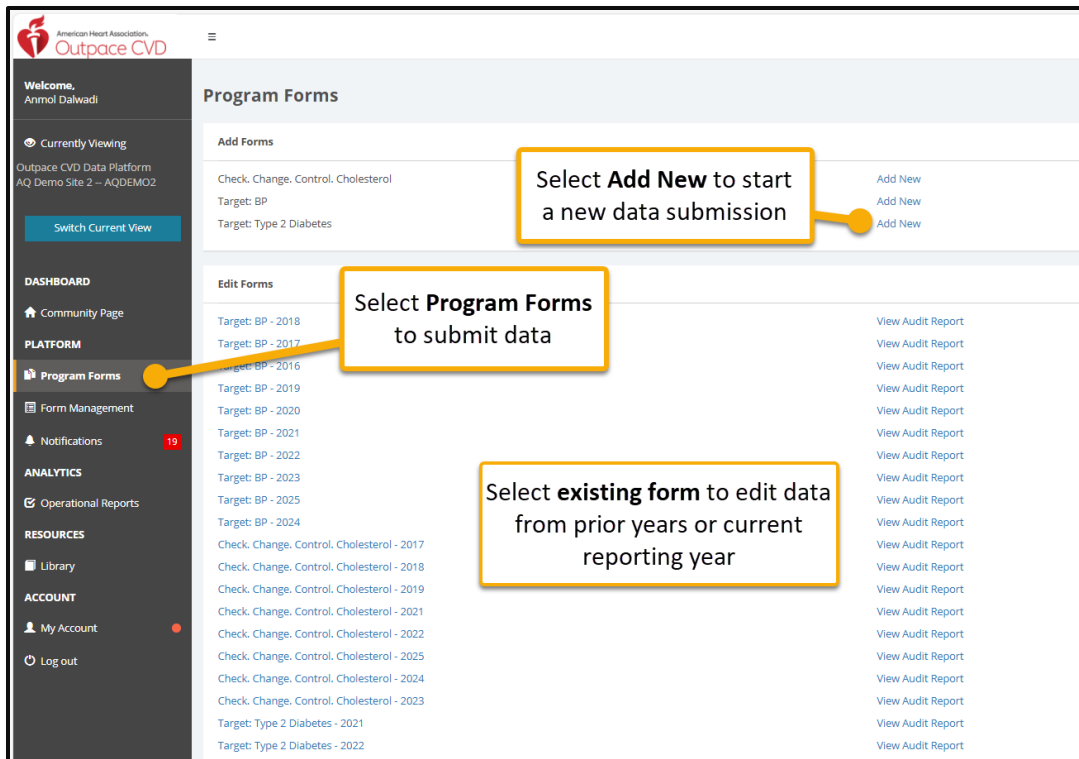 American Heart Association.
Outpace CVD
Welcome,
Anmol Dalwadi
Currently Viewing
Outpace CVD Data Platform
AQ Demo Site 2 -- AQDEMO2
Switch Current View
DASHBOARD
Community Page
PLATFORM
Program Forms
Form Management
Notifications 19
ANALYTICS
Operational Reports
RESOURCES
Library
ACCOUNT
My Account
Log out
Program Forms
Add Forms
Check. Change. Control. Cholesterol Add New
Target: BP Add New
Target: Type 2 Diabetes Add New
Select Add New to start
a new data submission
Edit Forms
Select Program Forms
to submit data
Target: BP - 2018 View Audit Report
Target: BP - 2017 View Audit Report
Target: BP - 2016 View Audit Report
Target: BP - 2019 View Audit Report
Target: BP - 2020 View Audit Report
Target: BP - 2021 View Audit Report
Target: BP - 2022 View Audit Report
Target: BP - 2023 View Audit Report
Target: BP - 2025 View Audit Report
Target: BP - 2024 View Audit Report
Select existing form to edit data
from prior years or current
reporting year
Check. Change. Control. Cholesterol - 2017 View Audit Report
Check. Change. Control. Cholesterol - 2018 View Audit Report
Check. Change. Control. Cholesterol - 2019 View Audit Report
Check. Change. Control. Cholesterol - 2021 View Audit Report
Check. Change. Control. Cholesterol - 2022 View Audit Report
Check. Change. Control. Cholesterol - 2025 View Audit Report
Check. Change. Control. Cholesterol - 2024 View Audit Report
Check. Change. Control. Cholesterol - 2023 View Audit Report
Target: Type 2 Diabetes - 2021 View Audit Report
Target: Type 2 Diabetes - 2022 View Audit Report